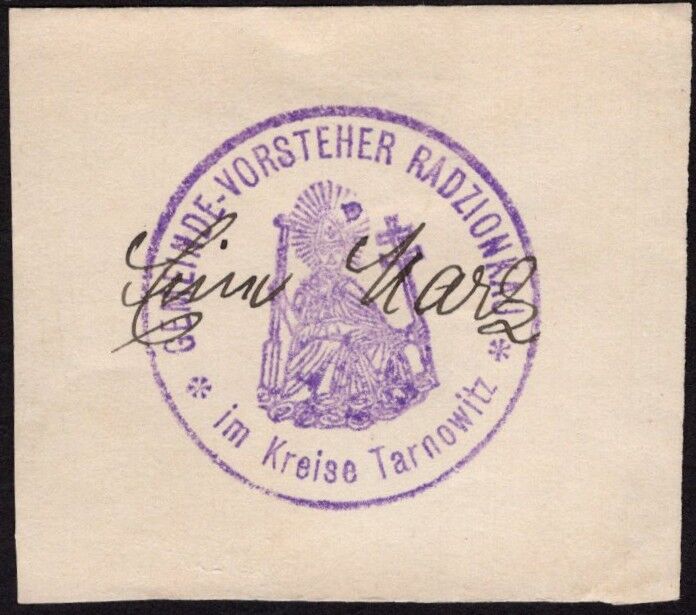 GEMEINDE-VORSTEHER RADZIONKAU
* im Kreise Tarnowitz *